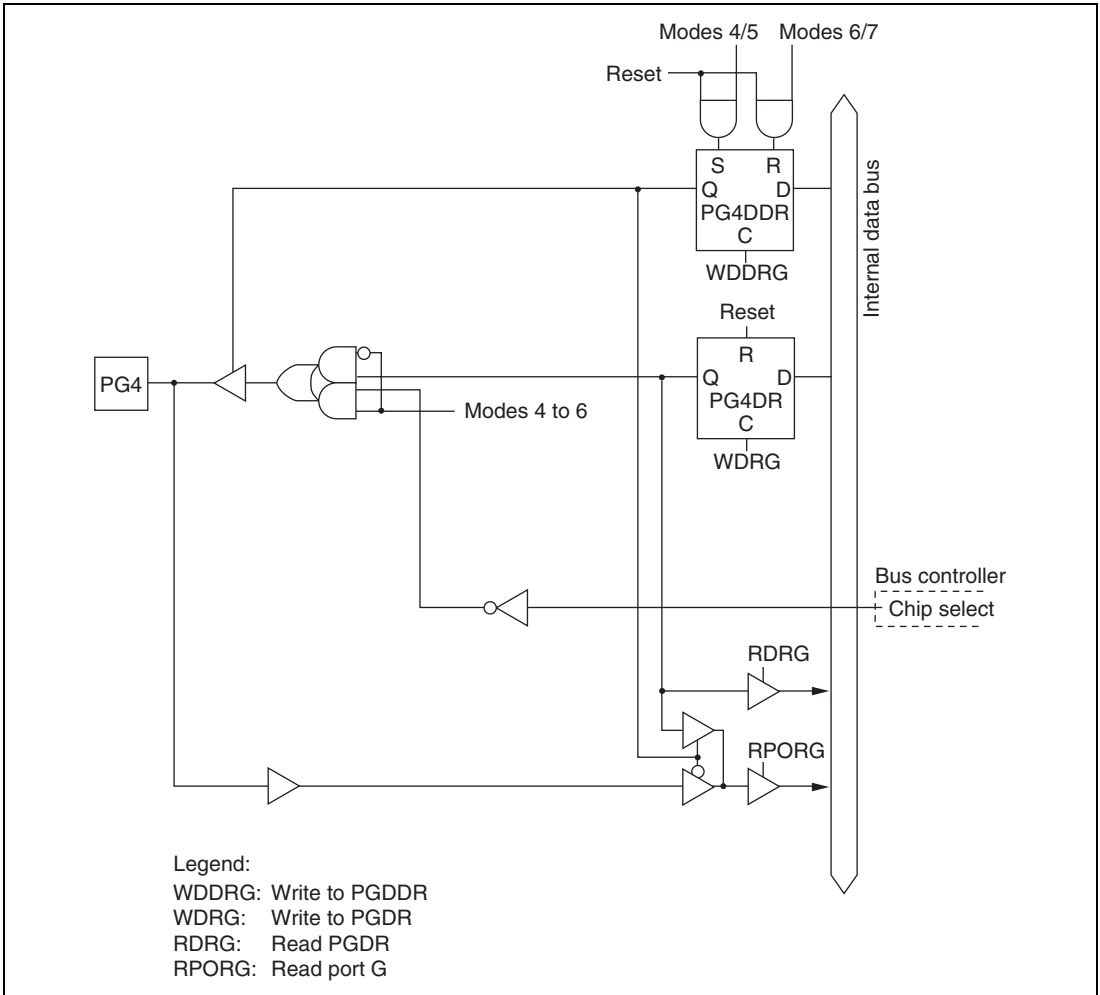 Modes 4/5 Modes 6/7
Reset
S R
Q D
PG4DDR
C
WDDRG
Internal data bus
Reset
R
Q D
PG4DR
C
WDRG
PG4
Modes 4 to 6
Bus controller
Chip select
RDRG
RPORG
Legend:
WDDRG: Write to PGDDR
WDRG: Write to PGDR
RDRG: Read PGDR
RPORG: Read port G